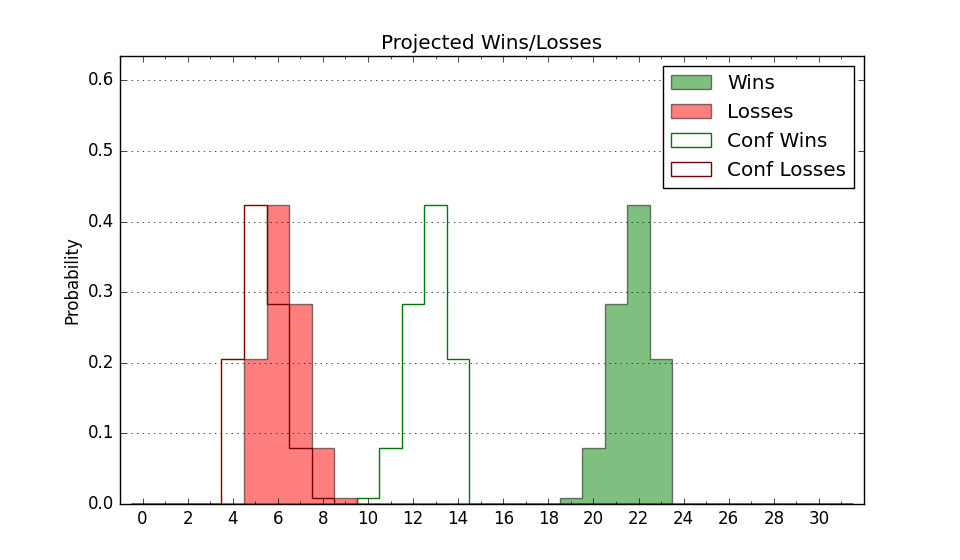 Projected Wins/Losses
Probability
0.6
0.5
0.4
0.3
0.2
0.1
0.0
0 2 4 6 8 10 12 14 16 18 20 22 24 26 28 30
Wins
Losses
Conf Wins
Conf Losses